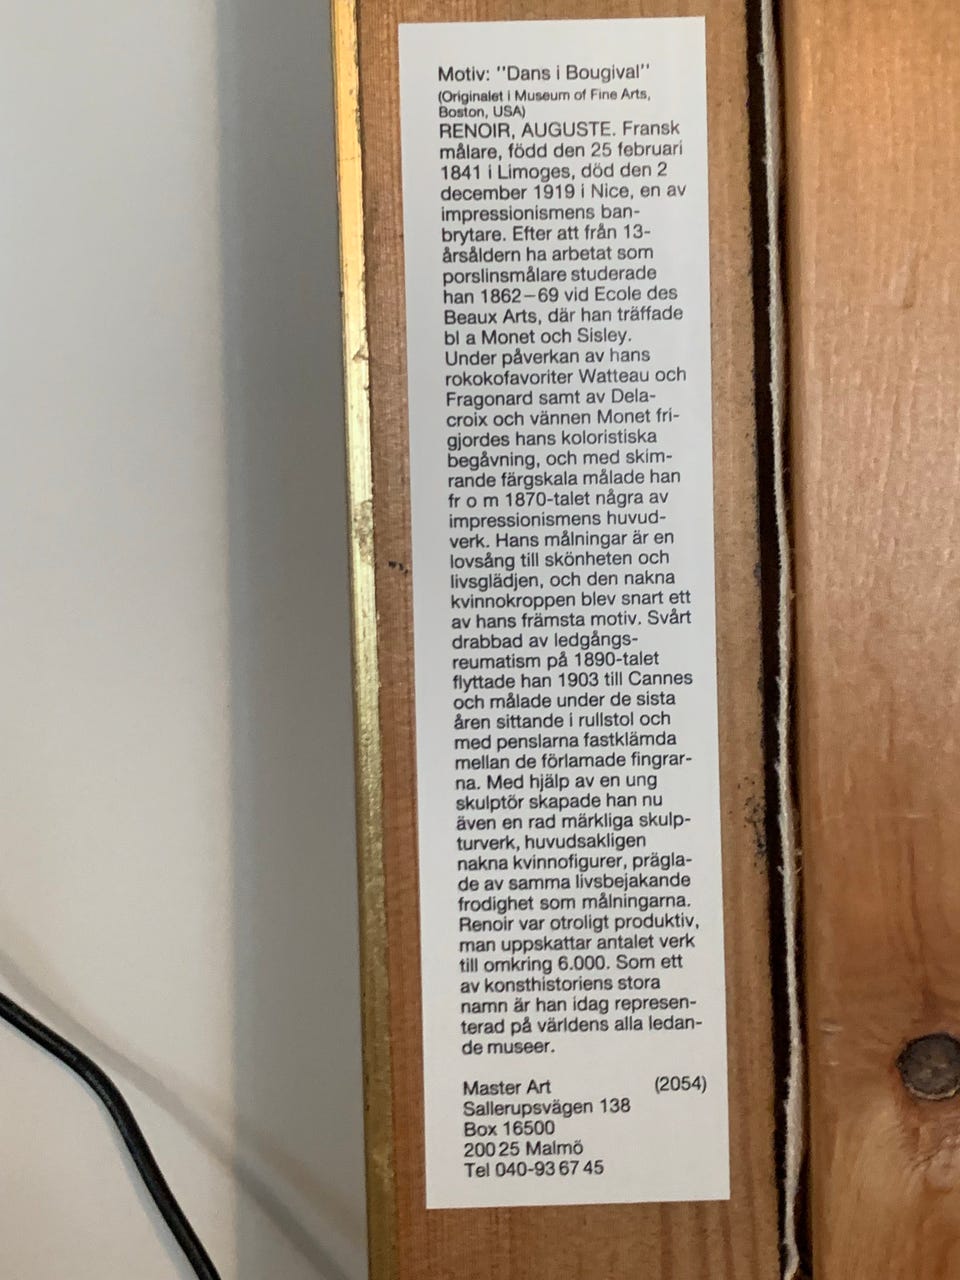 Motiv: "Dans i Bougival"
(Originalet i Museum of Fine Arts,
Boston, USA)
RENOIR, AUGUSTE. Fransk
målare, född den 25 februari
1841 i Limoges, död den 2
december 1919 i Nice, en av
impressionismens ban-
brytare. Efter att från 13-
årsåldern ha arbetat som
porslinsmålare studerade
han 1862–69 vid Ecole des
Beaux Arts, där han träffade
bl a Monet och Sisley.
Under påverkan av hans
rokokofavoriter Watteau och
Fragonard samt av Dela-
croix och vännen Monet fri-
gjordes hans koloristiska
begåvning, och med skim-
rande färgskala målade han
fr o m 1870-talet några av
impressionismens huvud-
verk. Hans målningar är en
lovsång till skönheten och
livsglädjen, och den nakna
kvinnokroppen blev snart ett
av hans främsta motiv. Svårt
drabbad av ledgångs-
reumatism på 1890-talet
flyttade han 1903 till Cannes
och målade under de sista
åren sittande i rullstol och
med penslarna fastklämda
mellan de förlamade fingrar-
na. Med hjälp av en ung
skulptör skapade han nu
även en rad märkliga skulp-
turverk, huvudsakligen
nakna kvinnofigurer, prägla-
de av samma livsbejakande
frodighet som målningarna.
Renoir var otroligt produktiv,
man uppskattar antalet verk
till omkring 6.000. Som ett
av konsthistoriens stora
namn är han idag represen-
terad på världens alla ledan-
de museer.
Master Art (2054)
Sallerupsvägen 138
Box 16500
200 25 Malmö
Tel 040-93 67 45